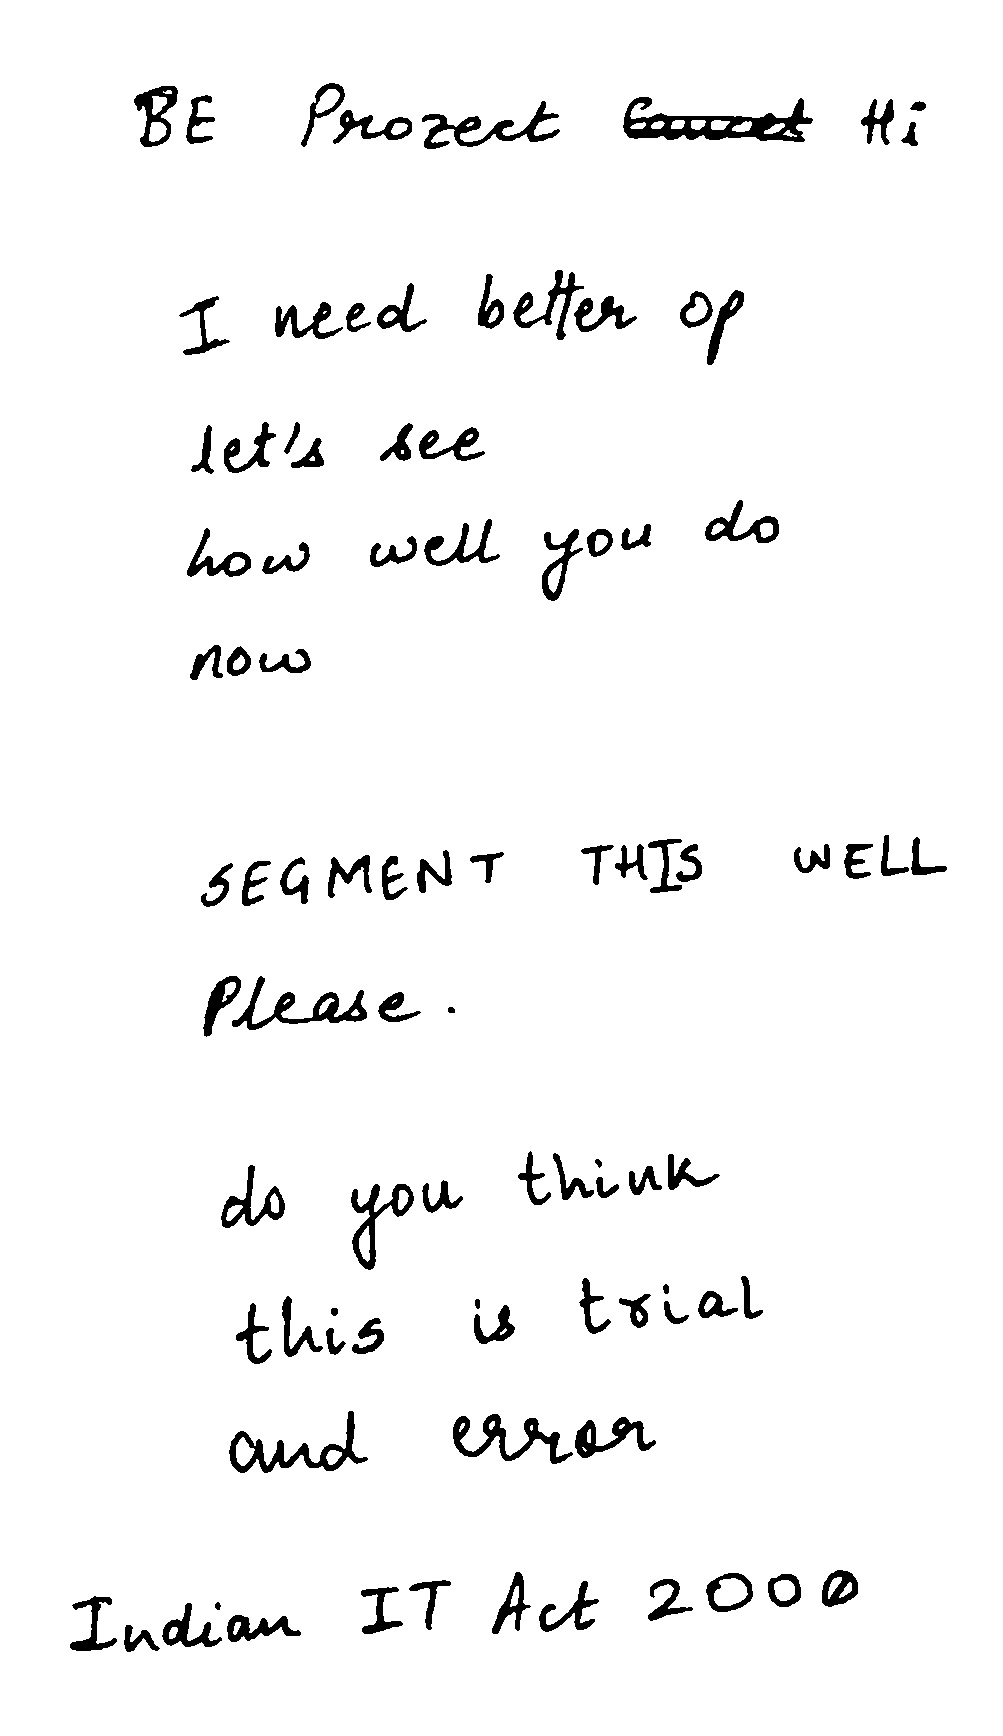 BE Prozect Hi
I need better op
let's see
how well you do
now
SEGMENT THIS WELL
Please.
do you think
this is trial
and error
Indian IT Act 2000